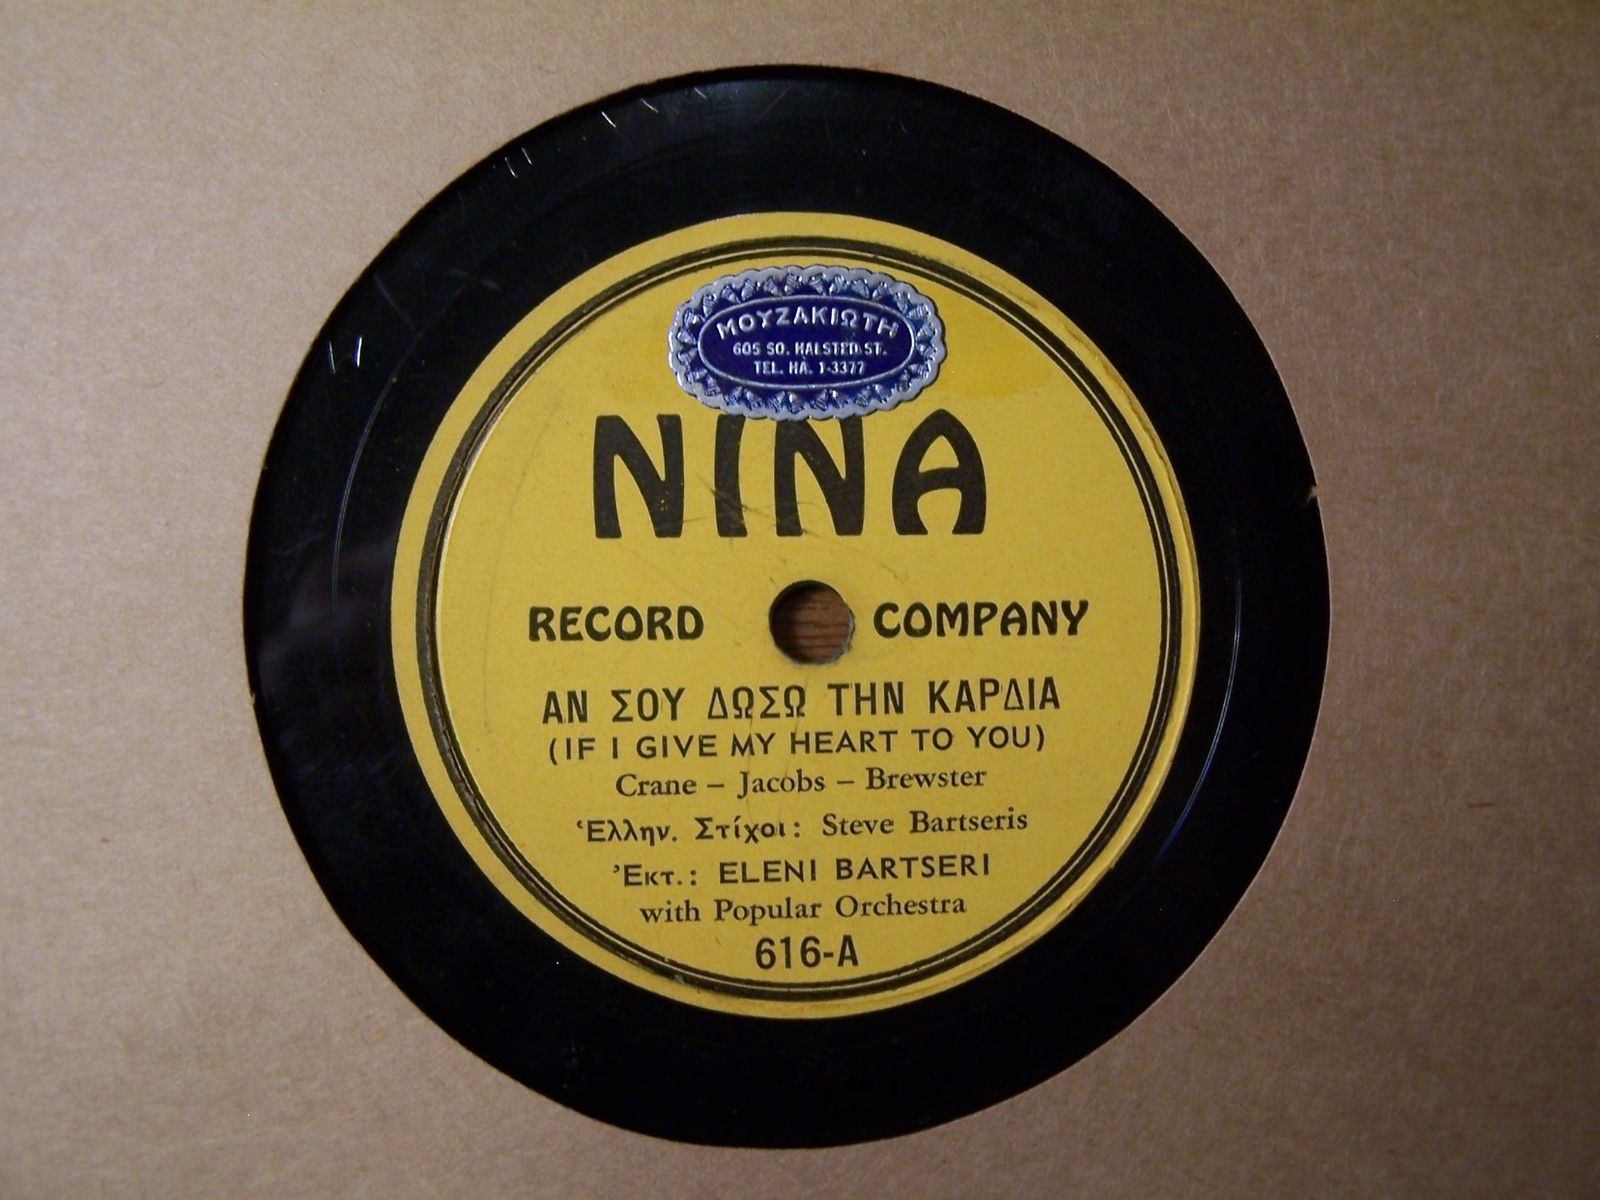 ΜΟΥΖΑΚΙΩΤΗ
605 SO. HALSTED ST.
TEL. HA. 1-3377
NINA
RECORD COMPANY
ΑΝ ΣΟΥ ΔΩΣΩ ΤΗΝ ΚΑΡΔΙΑ
(IF I GIVE MY HEART TO YOU)
Crane – Jacobs – Brewster
Ἑλλην. Στίχοι: Steve Bartseris
Ἐκτ.: ELENI BARTSERI
with Popular Orchestra
616-A